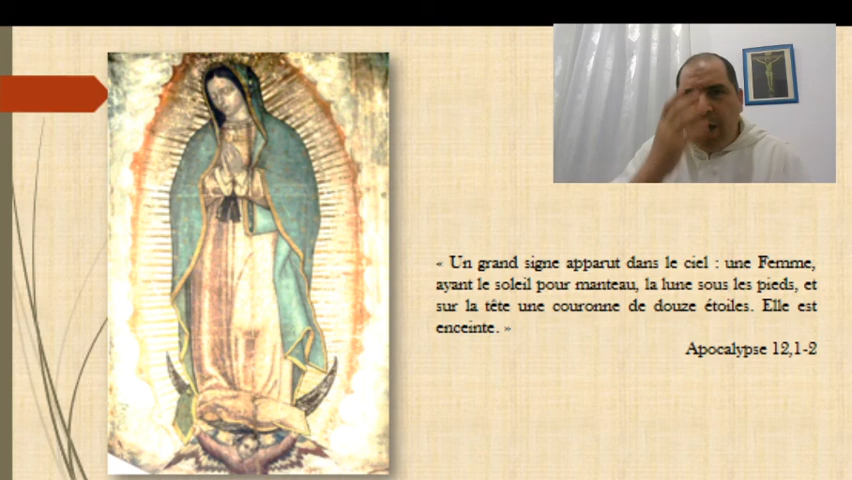 « Un grand signe apparut dans le ciel : une Femme,
ayant le soleil pour manteau, la lune sous les pieds, et
sur la tête une couronne de douze étoiles. Elle est
enceinte. »
Apocalypse 12,1-2